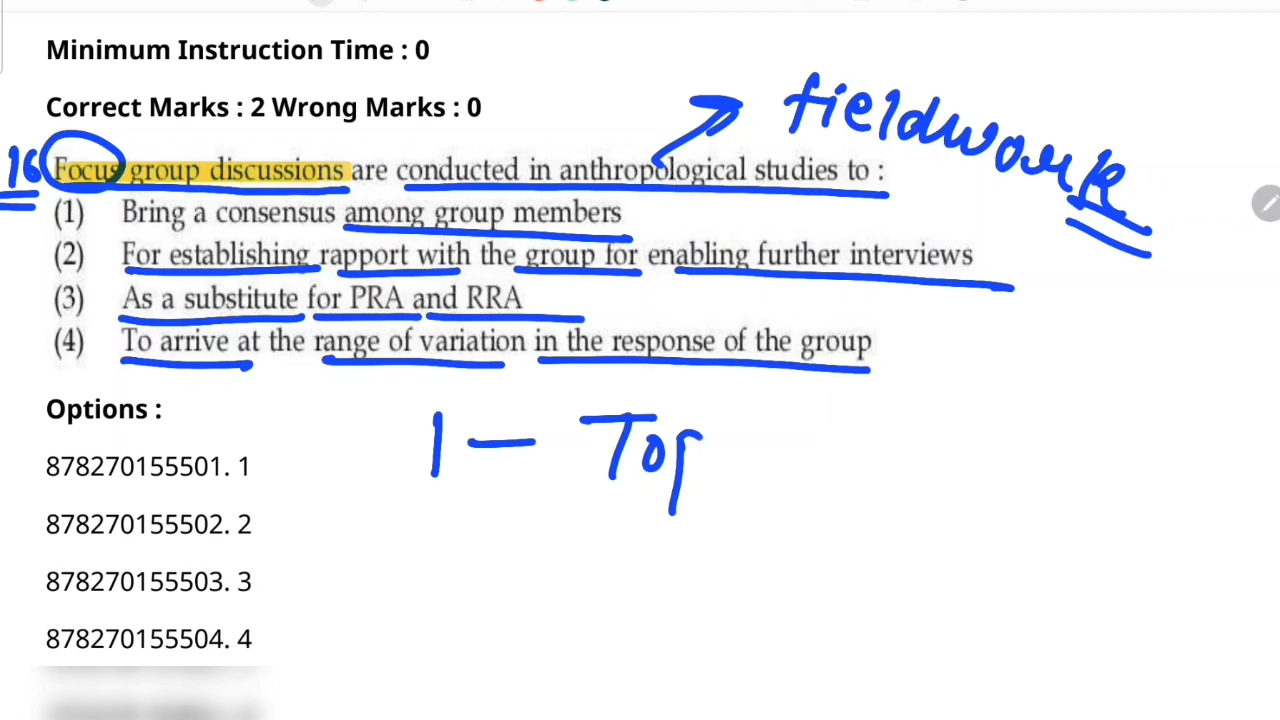 Minimum Instruction Time : 0
Correct Marks : 2 Wrong Marks : 0
fieldwork
16 Focus group discussions are conducted in anthropological studies to :
(1) Bring a consensus among group members
(2) For establishing rapport with the group for enabling further interviews
(3) As a substitute for PRA and RRA
(4) To arrive at the range of variation in the response of the group
Options :
1 — Top
878270155501. 1
878270155502. 2
878270155503. 3
878270155504. 4